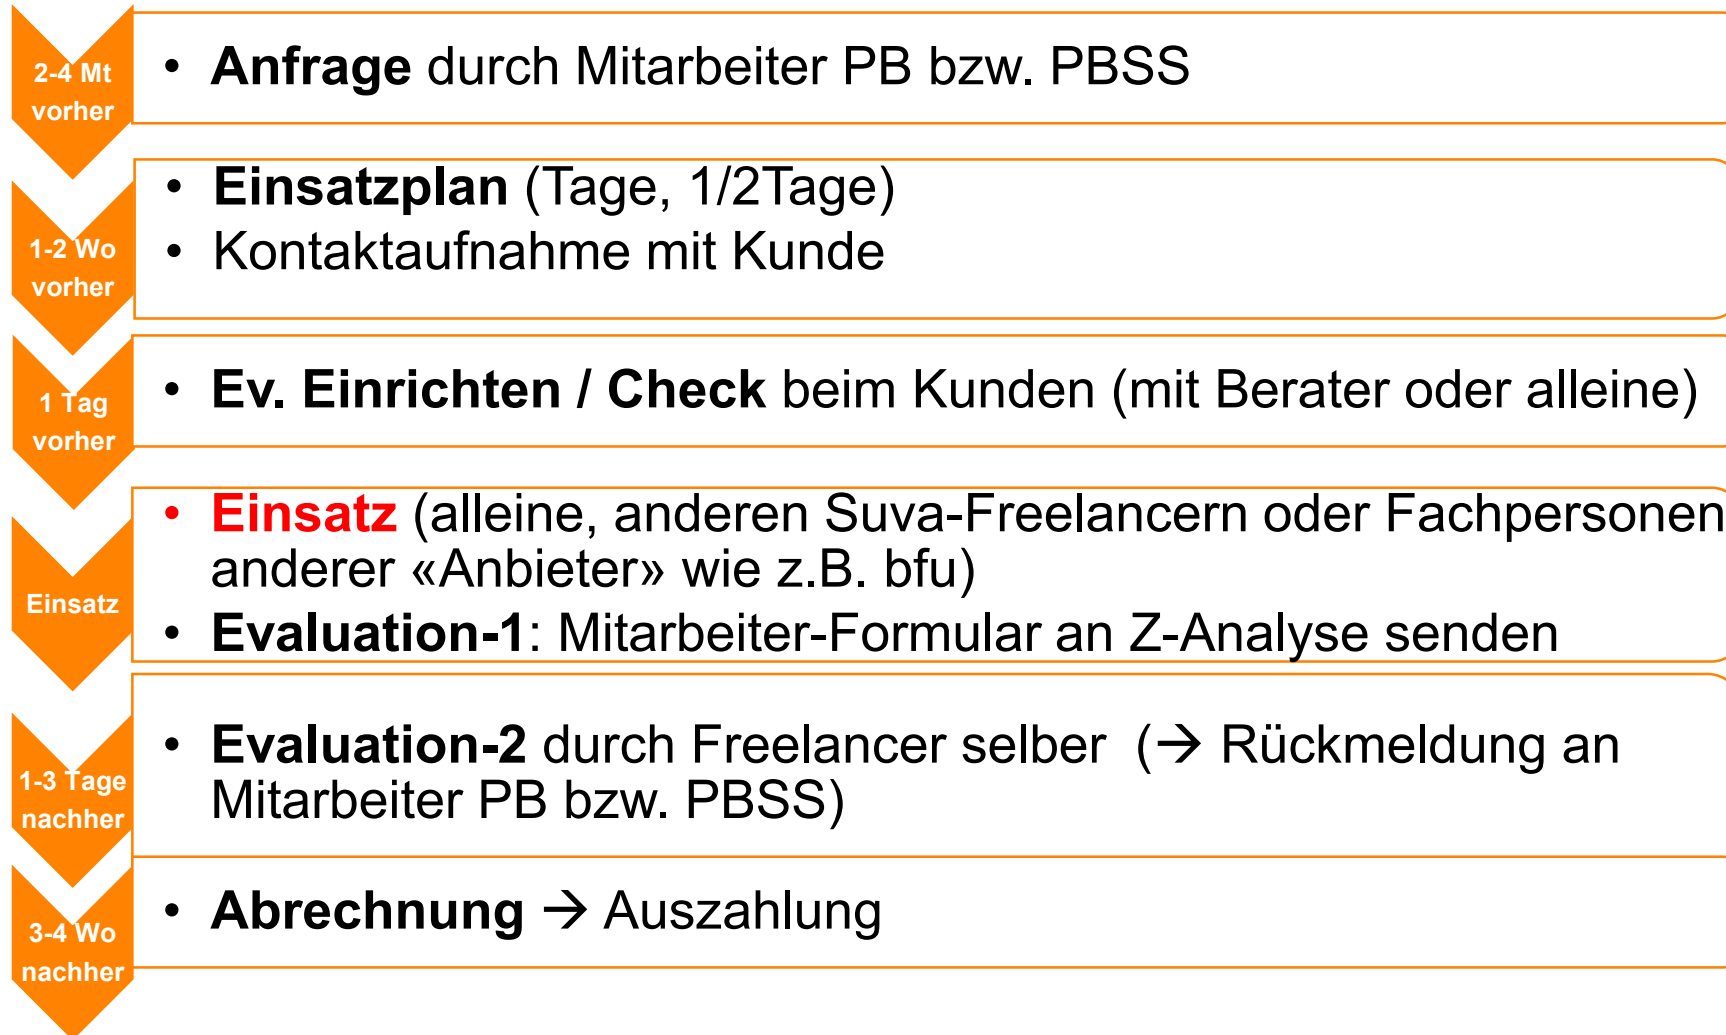 2-4 Mt
vorher
• Anfrage durch Mitarbeiter PB bzw. PBSS
1-2 Wo
vorher
• Einsatzplan (Tage, 1/2Tage)
• Kontaktaufnahme mit Kunde
1 Tag
vorher
• Ev. Einrichten / Check beim Kunden (mit Berater oder alleine)
Einsatz
• Einsatz (alleine, anderen Suva-Freelancern oder Fachpersonen
anderer «Anbieter» wie z.B. bfu)
• Evaluation-1: Mitarbeiter-Formular an Z-Analyse senden
1-3 Tage
nachher
• Evaluation-2 durch Freelancer selber (→ Rückmeldung an
Mitarbeiter PB bzw. PBSS)
3-4 Wo
nachher
• Abrechnung → Auszahlung